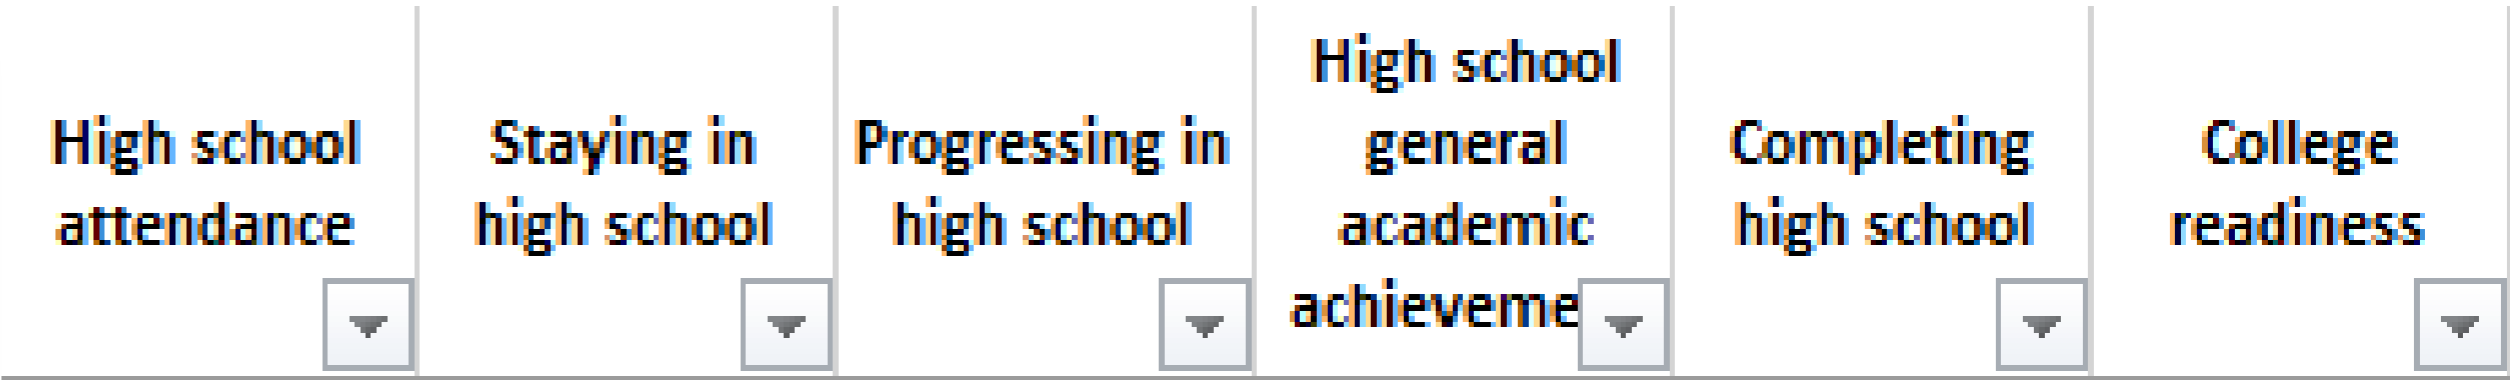 High school
attendance
Staying in
high school
Progressing in
high school
High school
general
academic
achieveme
Completing
high school
College
readiness